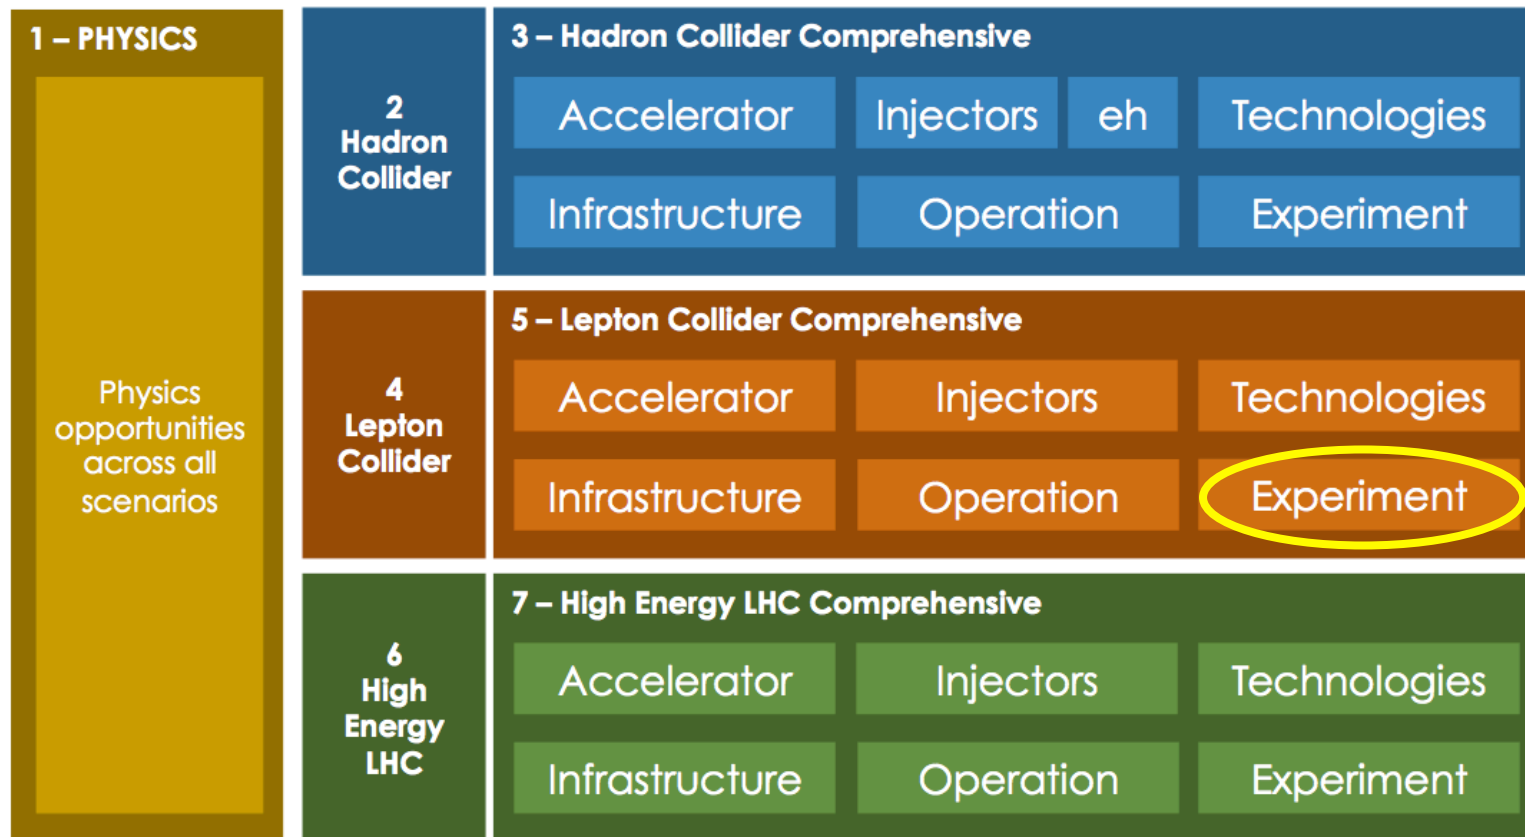 1 – PHYSICS
Physics
opportunities
across all
scenarios
2
Hadron
Collider
3 – Hadron Collider Comprehensive
Accelerator
Injectors
eh
Technologies
Infrastructure
Operation
Experiment
4
Lepton
Collider
5 – Lepton Collider Comprehensive
Accelerator
Injectors
Technologies
Infrastructure
Operation
Experiment
6
High
Energy
LHC
7 – High Energy LHC Comprehensive
Accelerator
Injectors
Technologies
Infrastructure
Operation
Experiment